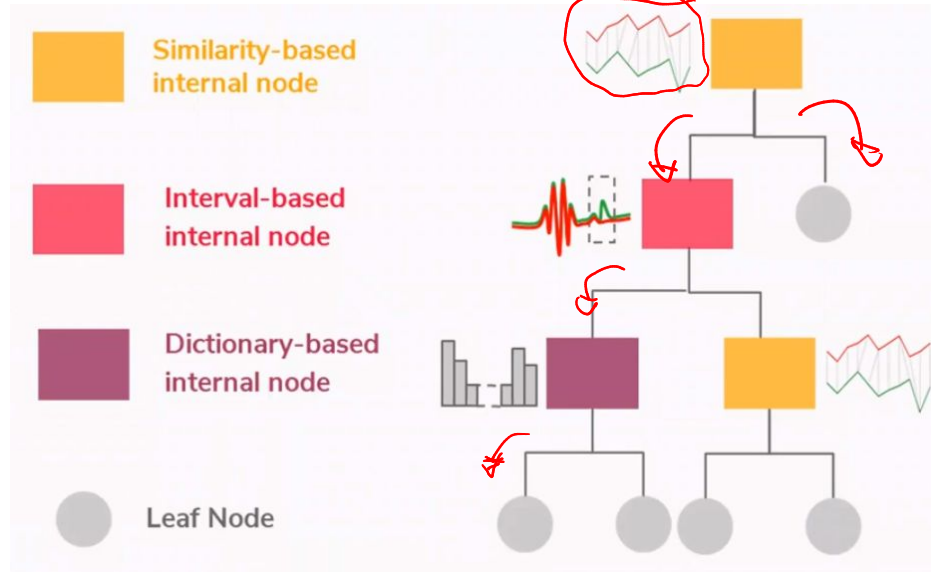 Similarity-based
internal node
Interval-based
internal node
Dictionary-based
internal node
Leaf Node